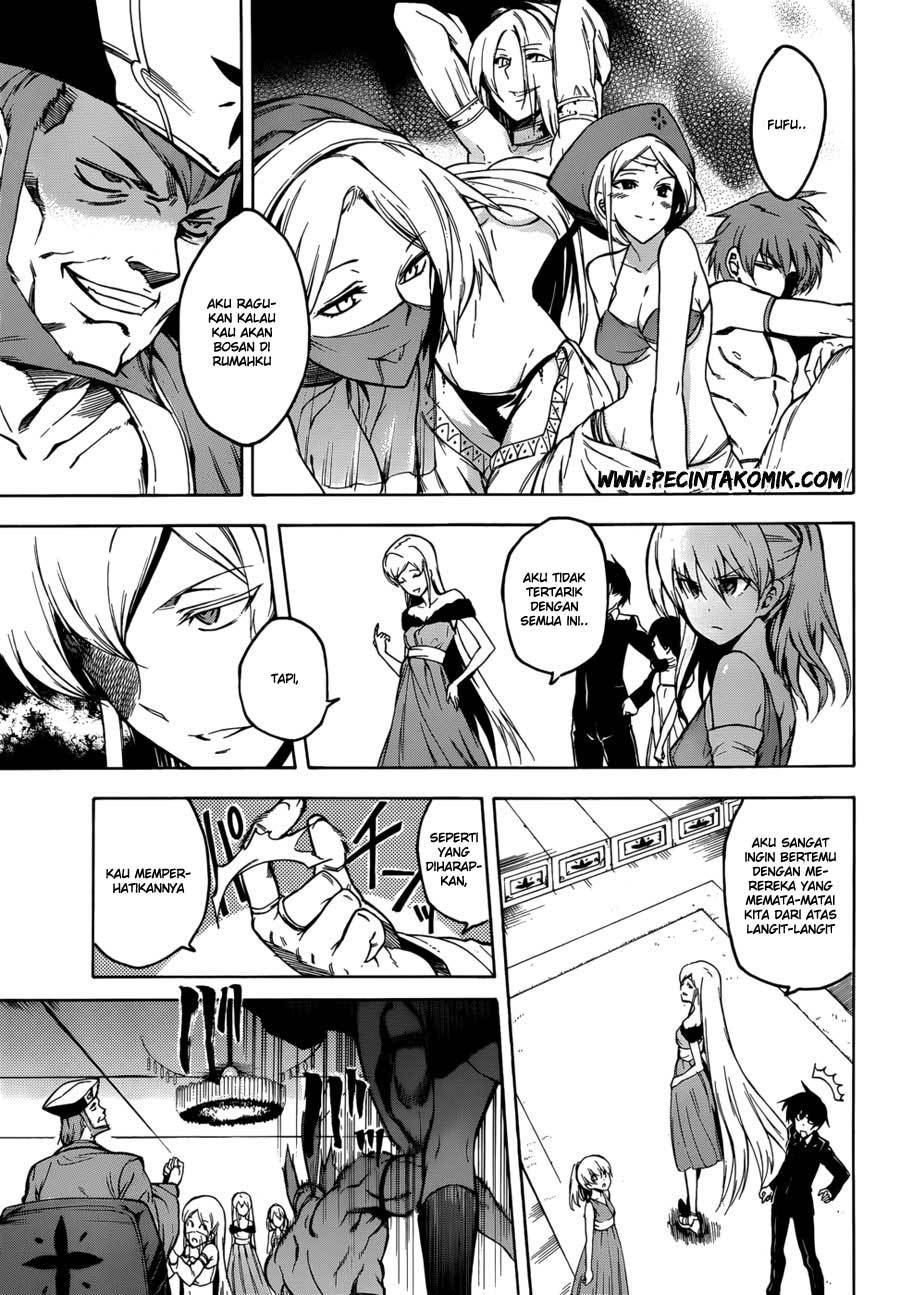 FUFU..
AKU RAGU-
KAN KALAU
KAU AKAN
BOSAN DI
RUMAHKU
WWW.PECINTAKOMIK.COM
AKU TIDAK
TERTARIK
DENGAN
SEMUA INI..
TAPI,
AKU SANGAT
INGIN BERTEMU
DENGAN ME-
REREKA YANG
MEMATA-MATAI
KITA DARI ATAS
LANGIT-LANGIT
SEPERTI
YANG
DIHARAP-
KAN,
KAU MEMPER-
HATIKANNYA